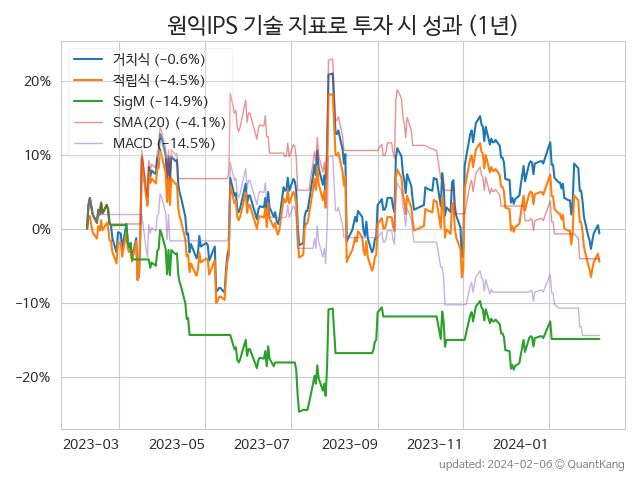 원익IPS 기술 지표로 투자 시 성과 (1년)
거치식 (−0.6%)
적립식 (−4.5%)
SigM (−14.9%)
SMA(20) (−4.1%)
MACD (−14.5%)
20%
10%
0%
−10%
−20%
2023-03 2023-05 2023-07 2023-09 2023-11 2024-01
updated: 2024-02-06 © QuantKang